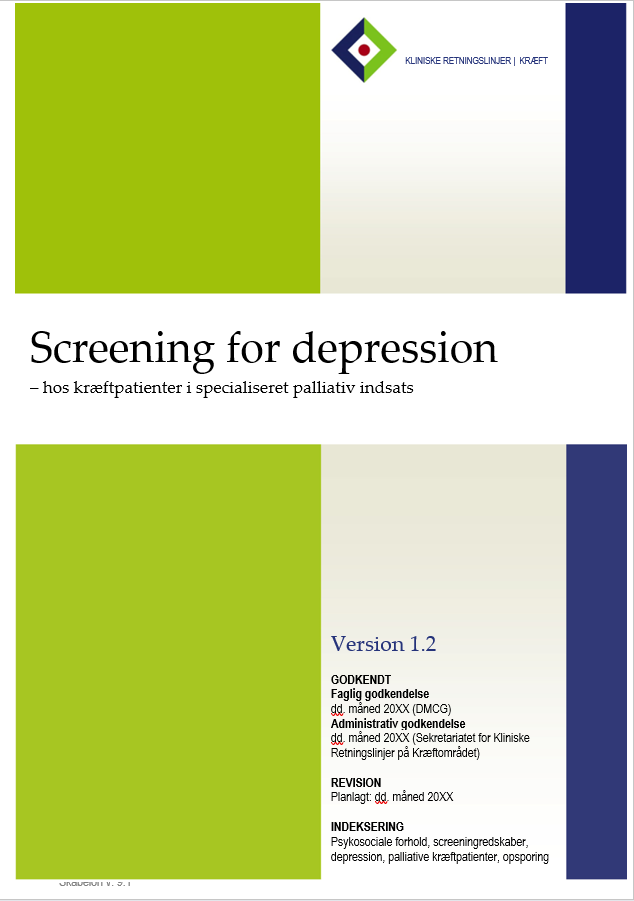 KLINISKE RETNINGSLINJER | KRÆFT
Screening for depression
– hos kræftpatienter i specialiseret palliativ indsats
Version 1.2
GODKENDT
Faglig godkendelse
dd. måned 20XX (DMCG)
Administrativ godkendelse
dd. måned 20XX (Sekretariatet for Kliniske
Retningslinjer på Kræftområdet)
REVISION
Planlagt: dd. måned 20XX
INDEKSERING
Psykosociale forhold, screeningredskaber,
depression, palliative kræftpatienter, opsporing
Skabelon v. 9.1